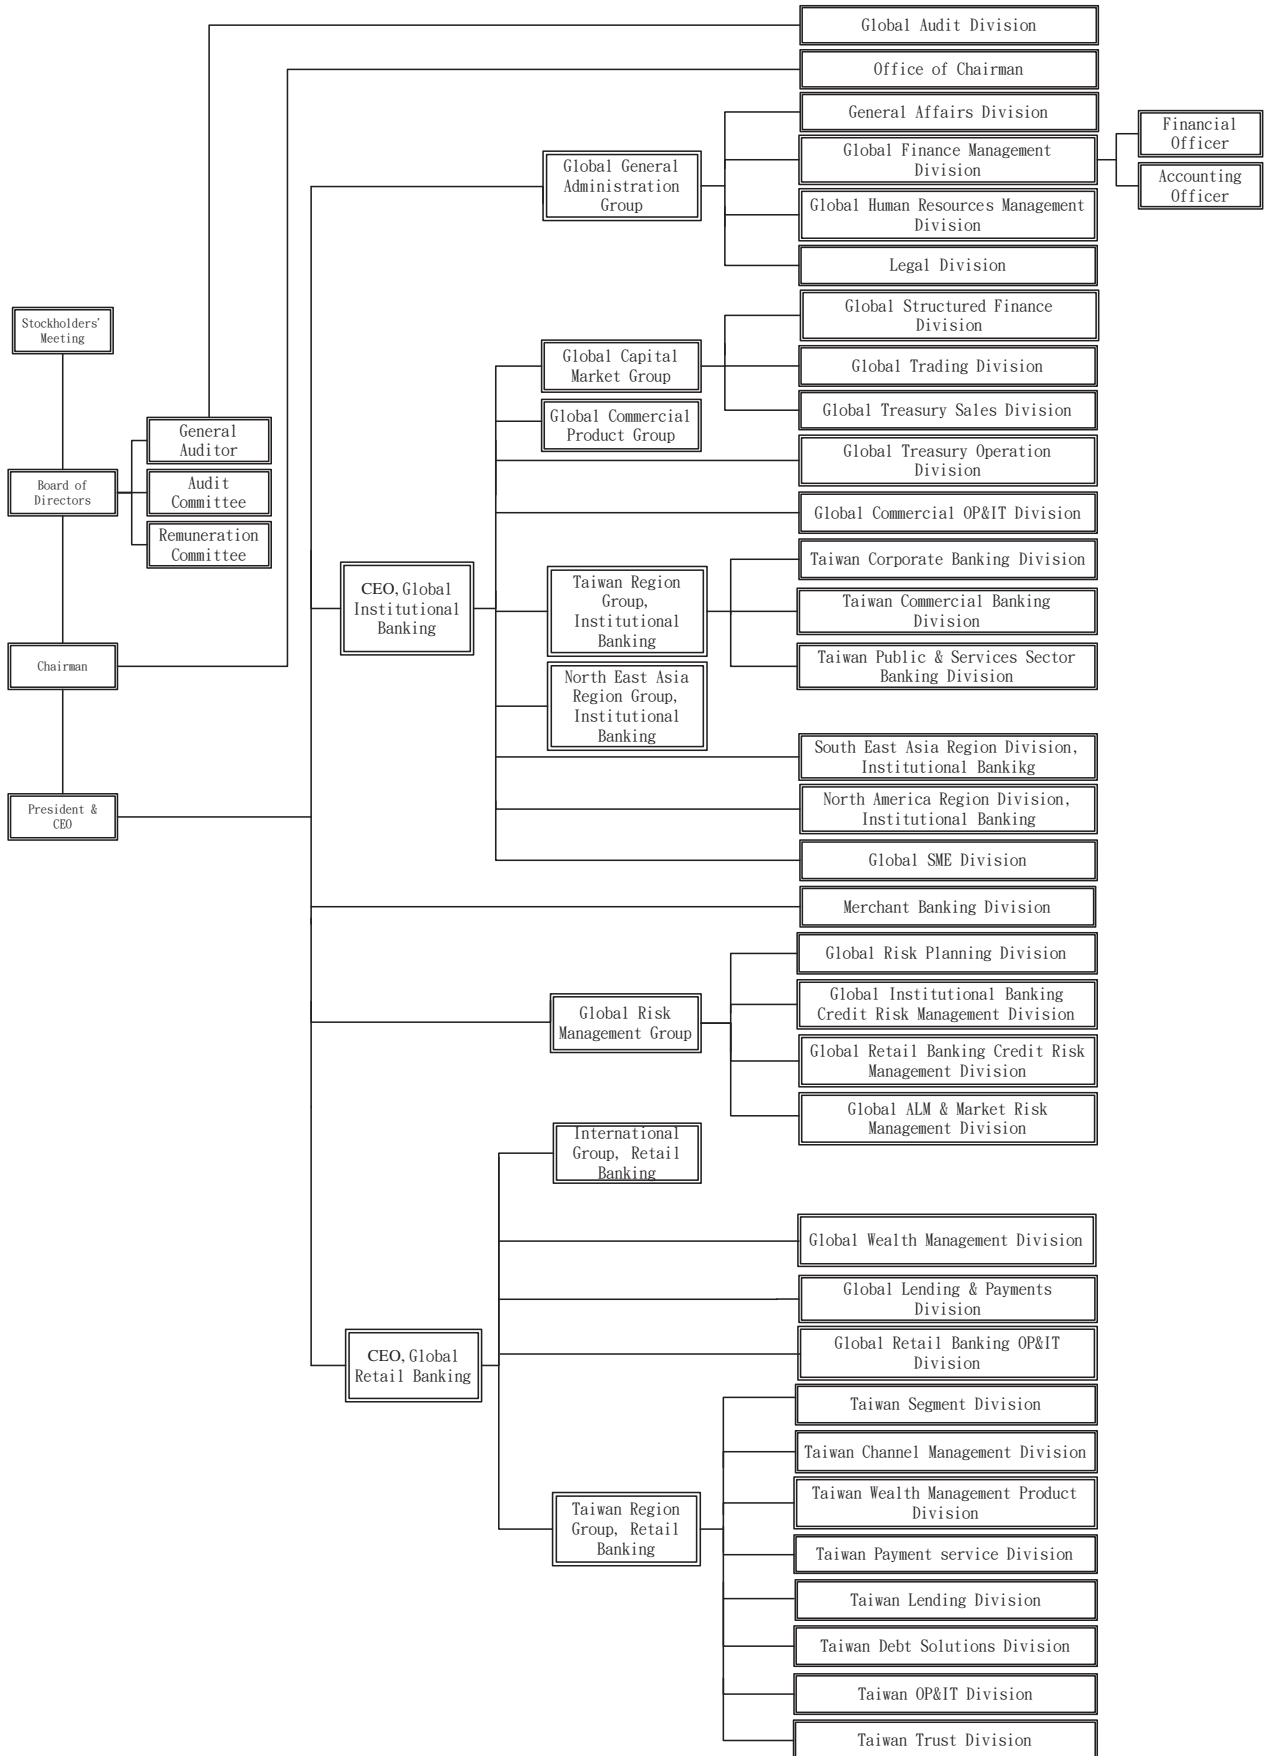 Global Audit Division
Office of Chairman
General Affairs Division
Global Finance Management
Division
Financial
Officer
Accounting
Officer
Global General
Administration
Group
Global Human Resources Management
Division
Legal Division
Stockholders'
Meeting
Global Structured Finance
Division
Global Capital
Market Group
Global Trading Division
Global Treasury Sales Division
Global Commercial
Product Group
General
Auditor
Board of
Directors
Audit
Committee
Remuneration
Committee
Global Treasury Operation
Division
Global Commercial OP&IT Division
CEO, Global
Institutional
Banking
Taiwan Region
Group,
Institutional
Banking
Taiwan Corporate Banking Division
Taiwan Commercial Banking
Division
Taiwan Public & Services Sector
Banking Division
Chairman
North East Asia
Region Group,
Institutional
Banking
South East Asia Region Division,
Institutional Bankikg
North America Region Division,
Institutional Banking
President &
CEO
Global SME Division
Merchant Banking Division
Global Risk Planning Division
Global Risk
Management Group
Global Institutional Banking
Credit Risk Management Division
Global Retail Banking Credit Risk
Management Division
Global ALM & Market Risk
Management Division
International
Group, Retail
Banking
Global Wealth Management Division
Global Lending & Payments
Division
CEO, Global
Retail Banking
Global Retail Banking OP&IT
Division
Taiwan Segment Division
Taiwan Channel Management Division
Taiwan Wealth Management Product
Division
Taiwan Region
Group, Retail
Banking
Taiwan Payment service Division
Taiwan Lending Division
Taiwan Debt Solutions Division
Taiwan OP&IT Division
Taiwan Trust Division